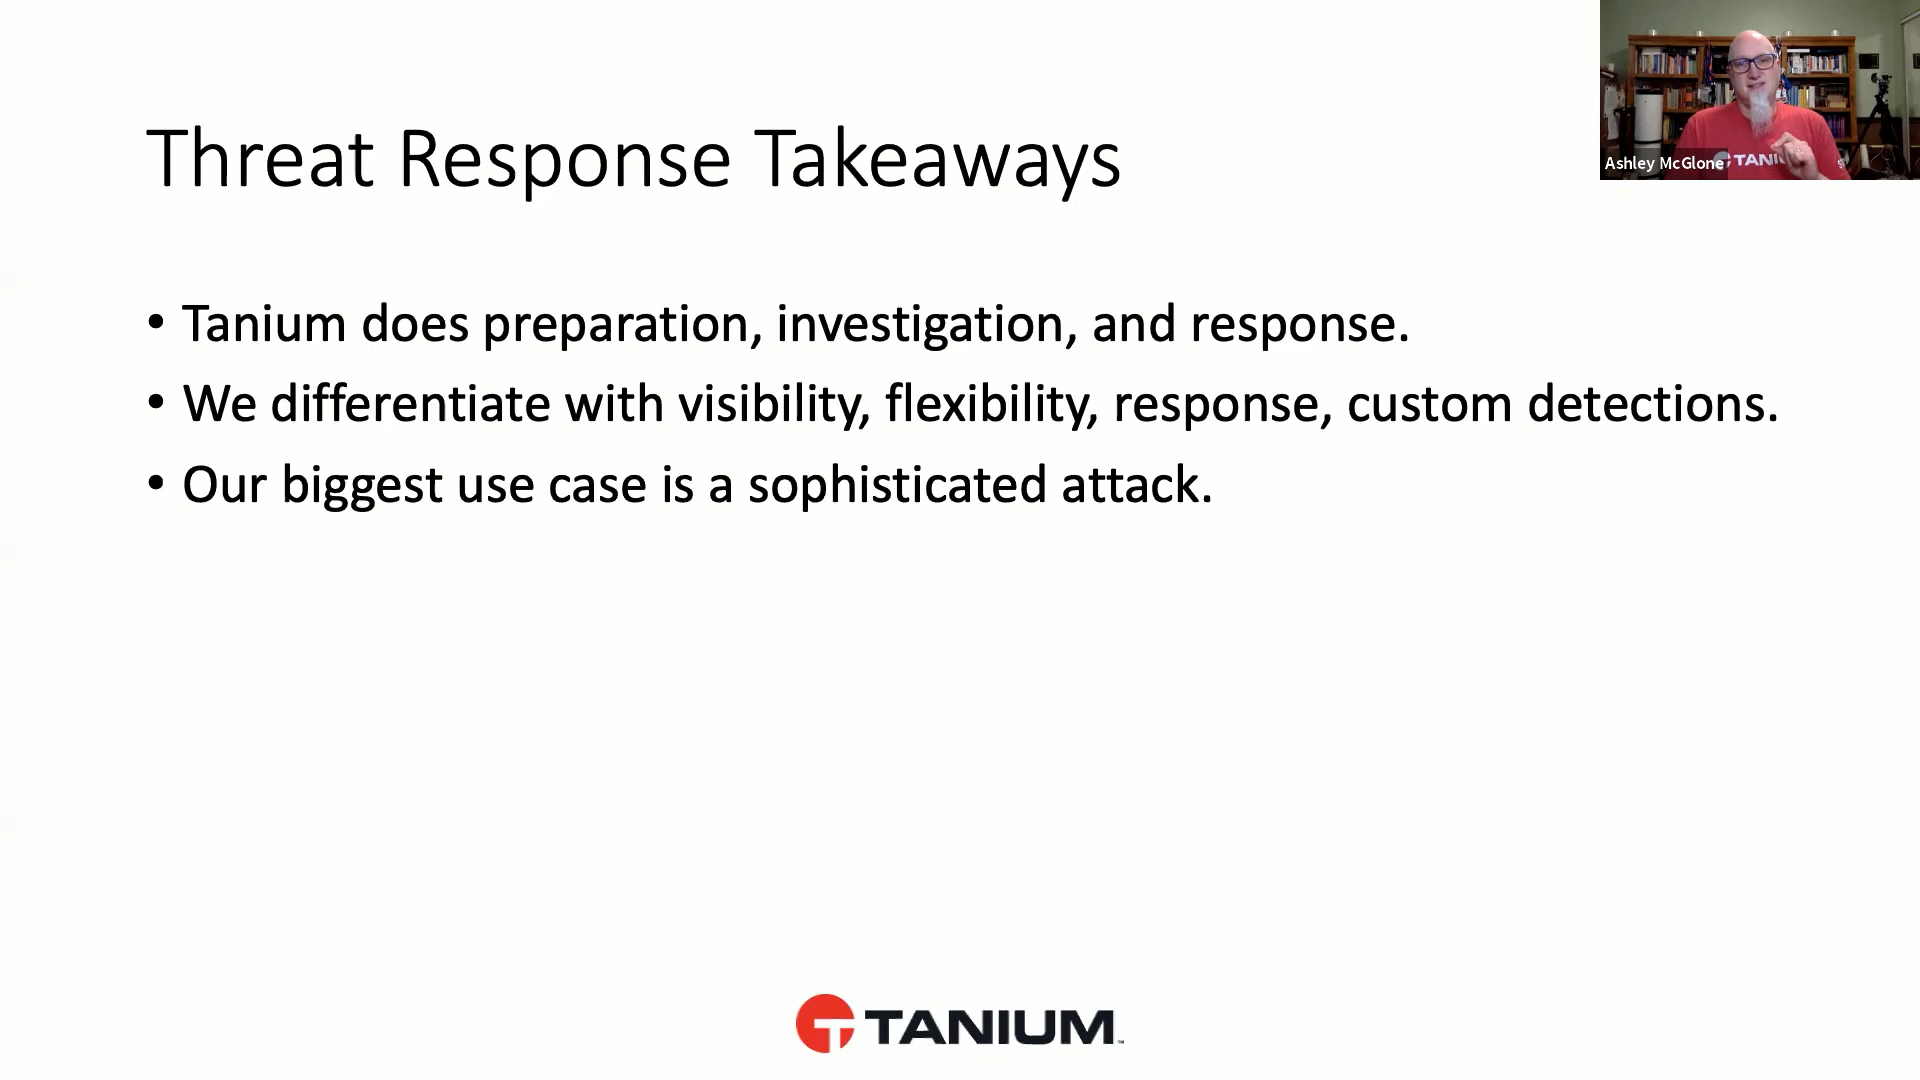 Threat Response Takeaways
Ashley McGlone
TANI
• Tanium does preparation, investigation, and response.
• We differentiate with visibility, flexibility, response, custom detections.
• Our biggest use case is a sophisticated attack.
TANIUM